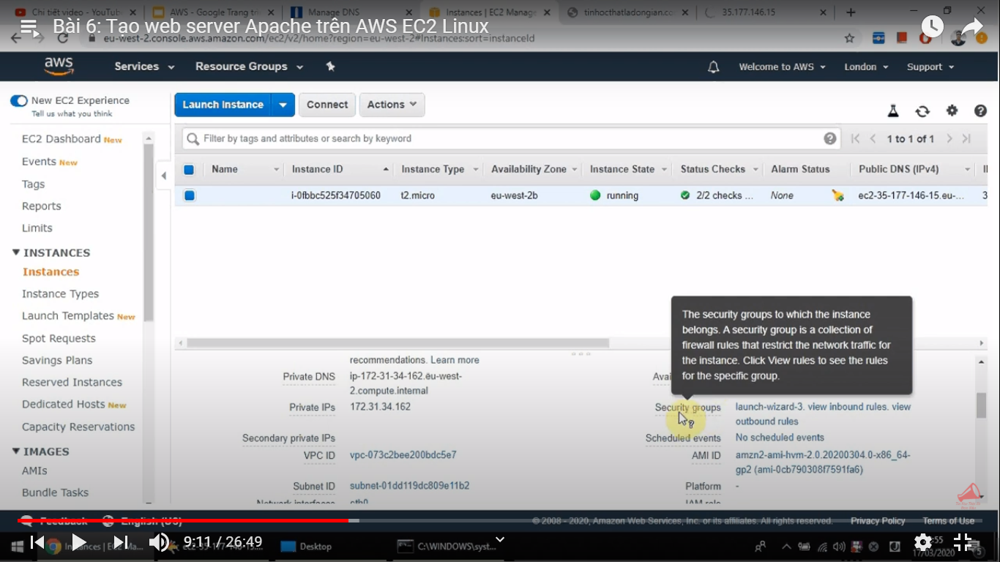 Chi tiết video - YouTub
AWS - Google Trang tr
Manage DNS
Instances | EC2 Manage
tinhocthatladongian.co
35.177.146.15
Bài 6: Tạo web server Apache trên AWS EC2 Linux
eu-west-2.console.aws.amazon.com/ec2/v2/home?region=eu-west-2#Instances:sort=instanceId
aws
Services
Resource Groups
Welcome to AWS
London
Support
New EC2 Experience
Tell us what you think
Launch Instance
Connect
Actions
Filter by tags and attributes or search by keyword
1 to 1 of 1
EC2 Dashboard New
Events New
Tags
Reports
Limits
INSTANCES
Instances
Instance Types
Launch Templates New
Spot Requests
Savings Plans
Reserved Instances
Dedicated Hosts New
Capacity Reservations
IMAGES
AMIs
Bundle Tasks
Name
Instance ID
Instance Type
Availability Zone
Instance State
Status Checks
Alarm Status
Public DNS (IPv4)
i-0fbbc525f34705060
t2.micro
eu-west-2b
running
2/2 checks ...
None
ec2-35-177-146-15.eu-...
3
The security groups to which the instance
belongs. A security group is a collection of
firewall rules that restrict the network traffic for
the instance. Click View rules to see the rules
for the specific group.
recommendations. Learn more
Private DNS
ip-172-31-34-162.eu-west-
2.compute.internal
Private IPs
172.31.34.162
Secondary private IPs
VPC ID
vpc-073c2bee200bdc5e7
Subnet ID
subnet-01dd119dc809e11b2
Network interfaces
eth0
Avai
Security groups
launch-wizard-3. view inbound rules. view
outbound rules
Scheduled events
No scheduled events
AMI ID
amzn2-ami-hvm-2.0.20200304.0-x86_64-
gp2 (ami-0cb790308f7591fa6)
Platform
-
IAM role
Feedback
English (US)
© 2008 - 2020, Amazon Web Services, Inc. or its affiliates. All rights reserved.
Privacy Policy
Terms of Use
Instances | EC2 Ma...
ec2-35-177-146-15...
9:11 / 26:49
Desktop
C:\WINDOWS\syst...
:55
17/03/2020
5